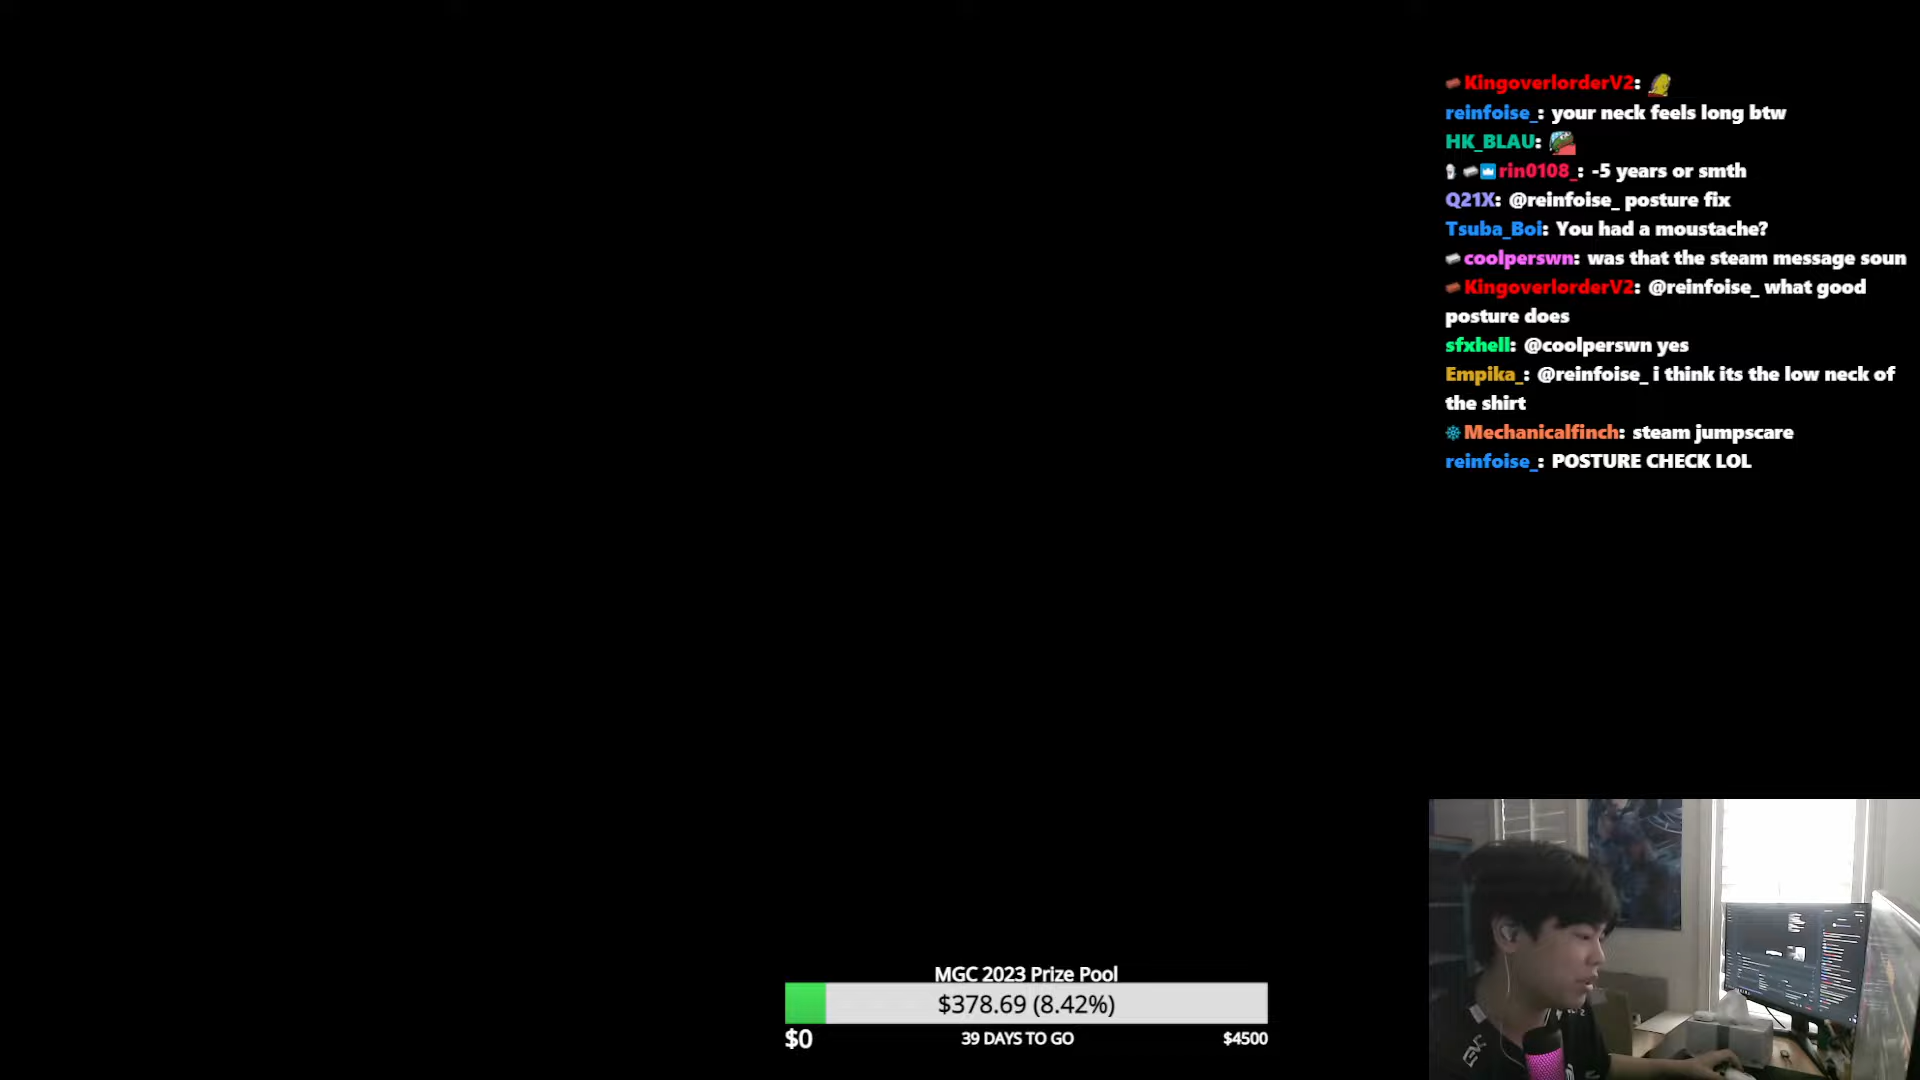 KingoverlorderV2:
reinfoise_: your neck feels long btw
HK_BLAU:
rin0108_: -5 years or smth
Q21X: @reinfoise_ posture fix
Tsuba_Boi: You had a moustache?
coolperswn: was that the steam message soun
KingoverlorderV2: @reinfoise_ what good
posture does
sfxhell: @coolperswn yes
Empika_: @reinfoise_ i think its the low neck of
the shirt
Mechanicalfinch: steam jumpscare
reinfoise_: POSTURE CHECK LOL
MGC 2023 Prize Pool
$378.69 (8.42%)
$0 39 DAYS TO GO $4500